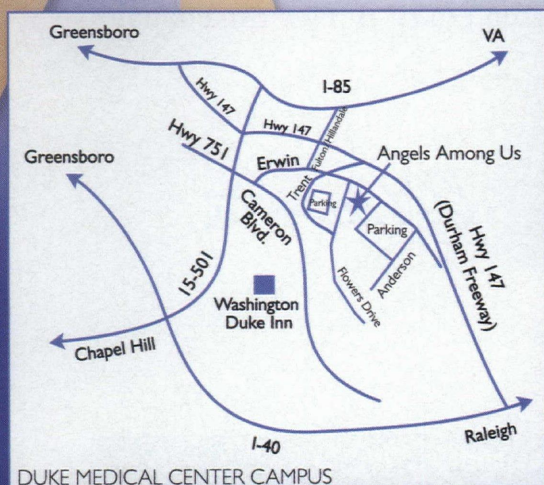 Greensboro
VA
I-85
Hwy 147
Hwy 147
Hwy 751
Fulton/Hillandale
Greensboro
Erwin
Angels Among Us
Trent
Parking
Cameron
Blvd.
Parking
Hwy 147
(Durham Freeway)
15-501
Anderson
Flowers Drive
Washington
Duke Inn
Chapel Hill
I-40
Raleigh
DUKE MEDICAL CENTER CAMPUS